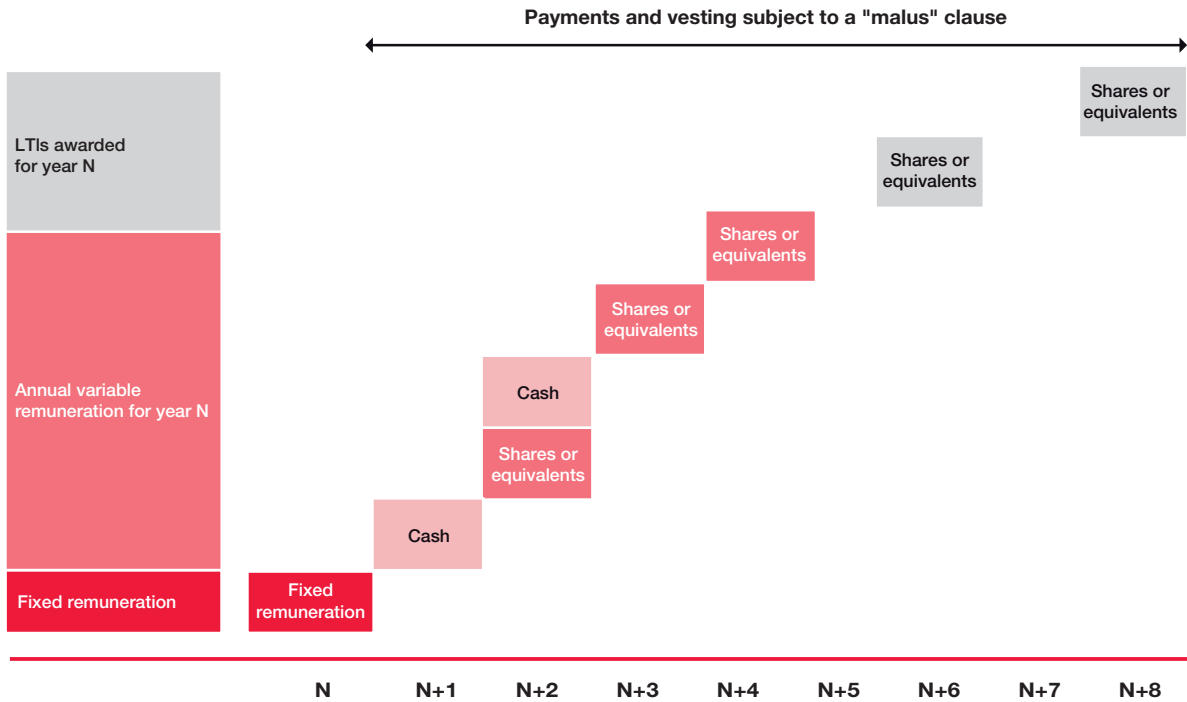 Payments and vesting subject to a "malus" clause
Shares or
equivalents
LTIs awarded
for year N
Shares or
equivalents
Shares or
equivalents
Shares or
equivalents
Annual variable
remuneration for year N
Cash
Shares or
equivalents
Cash
Fixed remuneration
Fixed
remuneration
N N+1 N+2 N+3 N+4 N+5 N+6 N+7 N+8